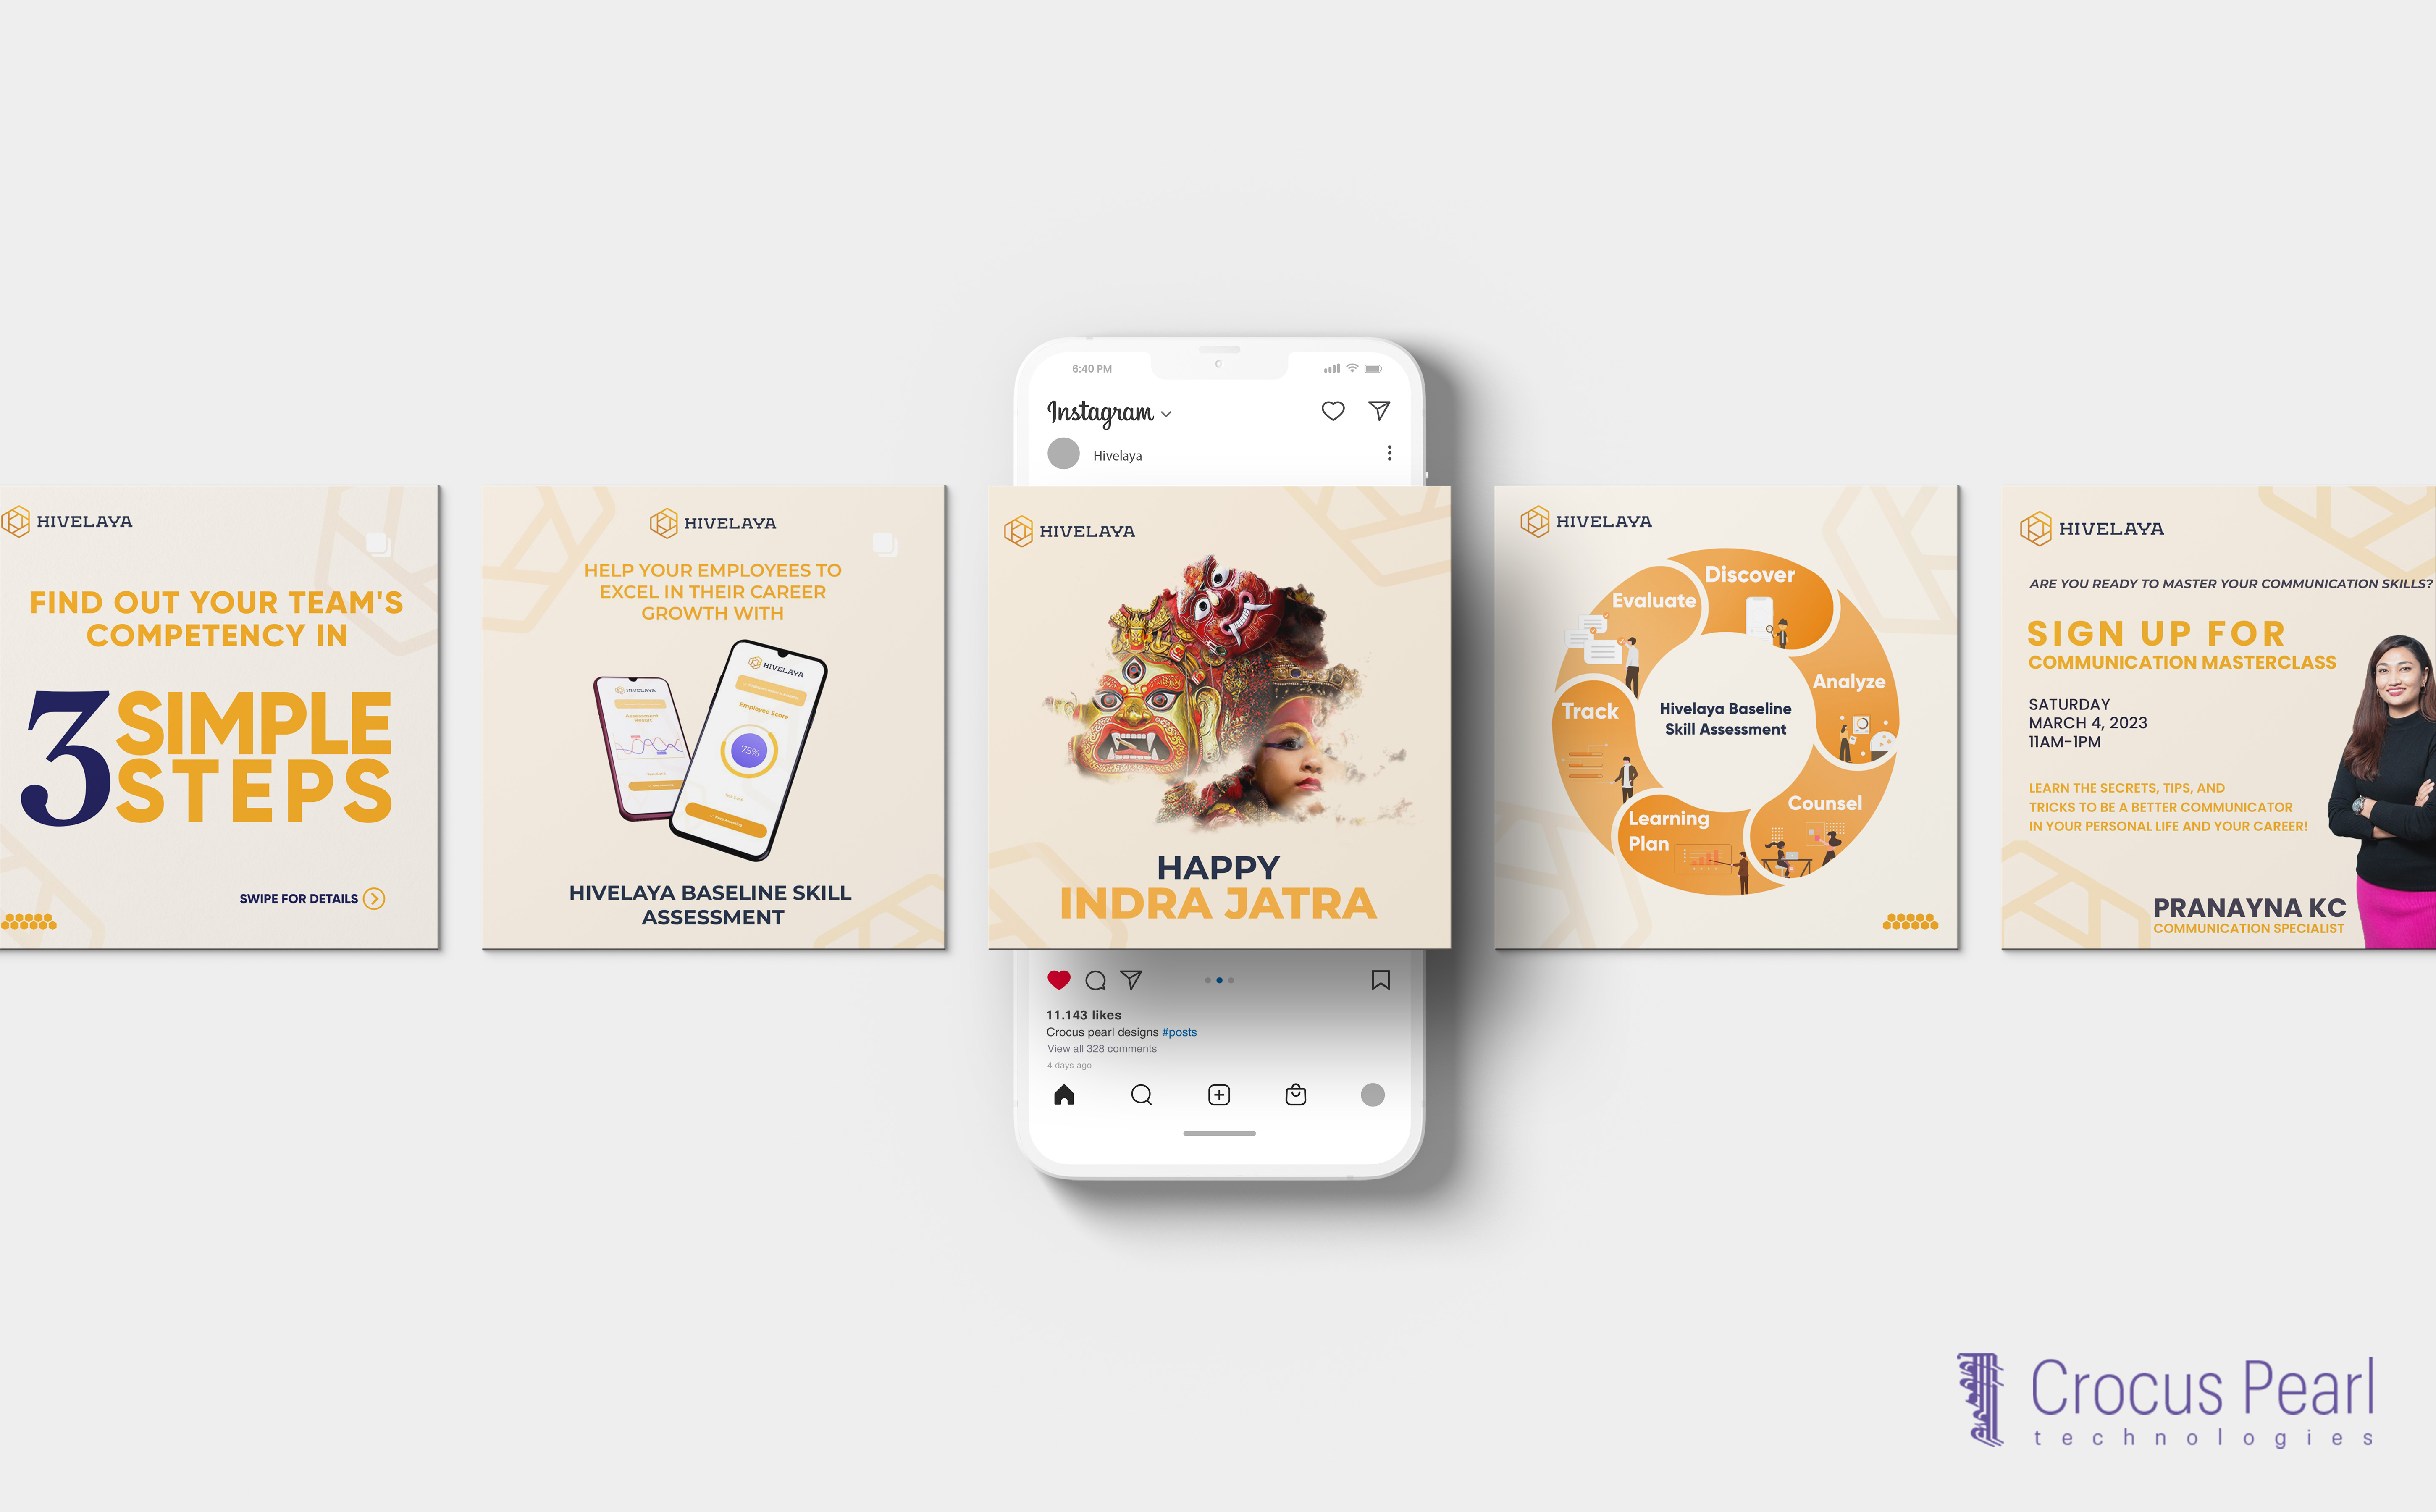 HIVELAYA
FIND OUT YOUR TEAM'S
COMPETENCY IN
3 SIMPLE
STEPS
SWIPE FOR DETAILS
HIVELAYA
HELP YOUR EMPLOYEES TO
EXCEL IN THEIR CAREER
GROWTH WITH
HIVELAYA
Assessment
Result
HIVELAYA
Employee Score
75%
HIVELAYA BASELINE SKILL
ASSESSMENT
6:40 PM
Instagram
Hivelaya
HIVELAYA
HAPPY
INDRA JATRA
11.143 likes
Crocus pearl designs #posts
View all 328 comments
4 days ago
HIVELAYA
Discover
Evaluate
Analyze
Track
Hivelaya Baseline
Skill Assessment
Counsel
Learning
Plan
HIVELAYA
ARE YOU READY TO MASTER YOUR COMMUNICATION SKILLS?
SIGN UP FOR
COMMUNICATION MASTERCLASS
SATURDAY
MARCH 4, 2023
11AM-1PM
LEARN THE SECRETS, TIPS, AND
TRICKS TO BE A BETTER COMMUNICATOR
IN YOUR PERSONAL LIFE AND YOUR CAREER!
PRANAYNA KC
COMMUNICATION SPECIALIST
Crocus Pearl
technologies